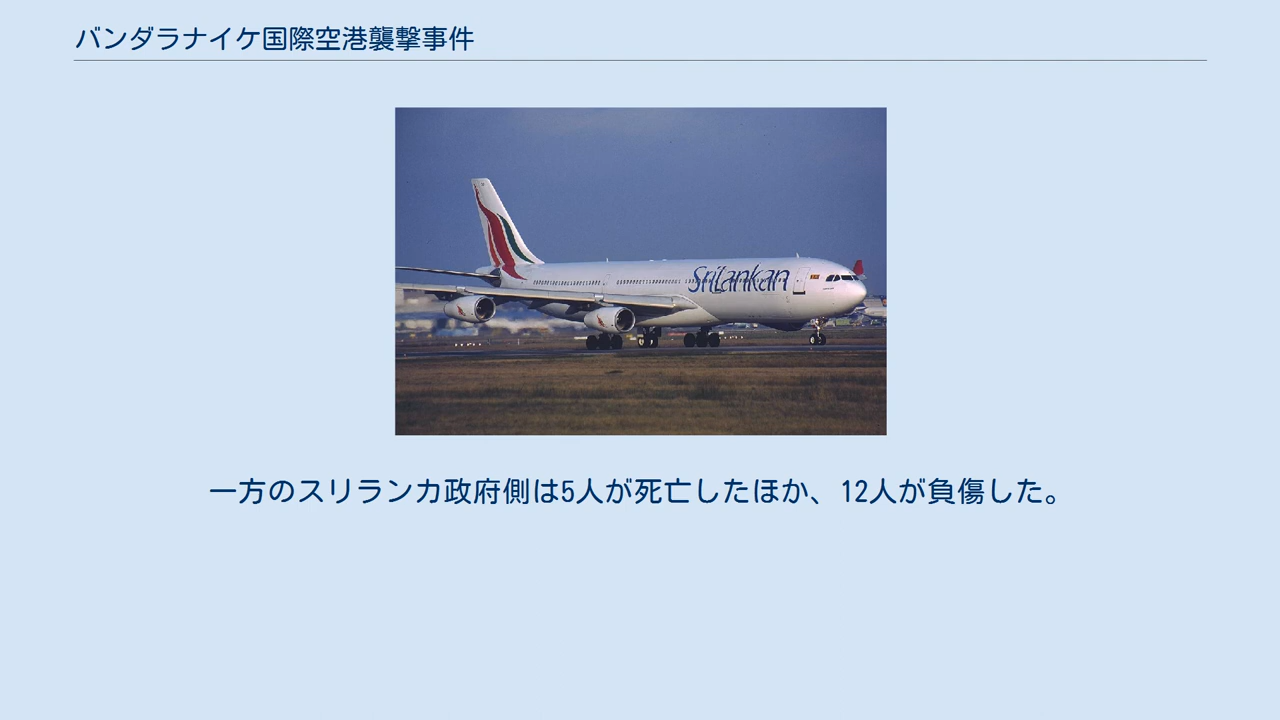 バンダラナイケ国際空港襲撃事件
SriLankan
一方のスリランカ政府側は5人が死亡したほか、12人が負傷した。